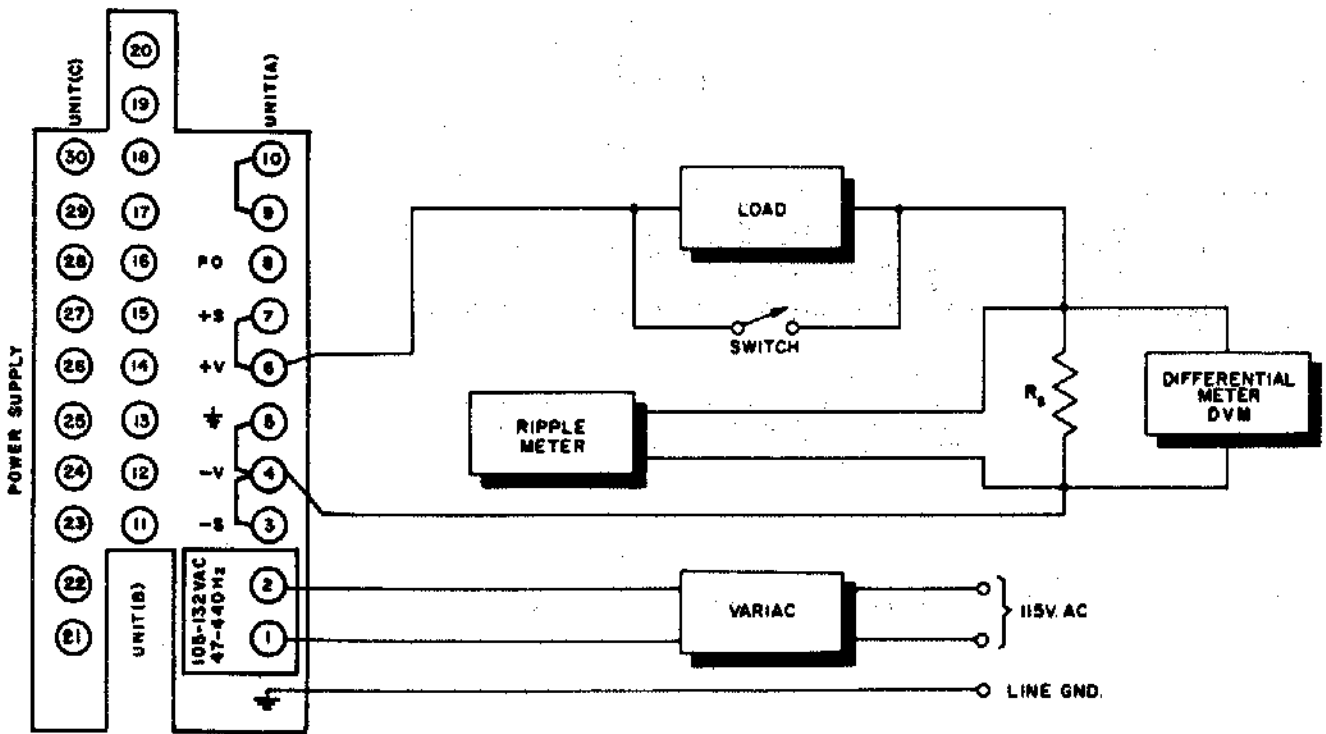 POWER SUPPLY
UNIT(C)
30
29
28
27
26
25
24
23
22
21
20
19
18
17
16
15
14
13
12
11
UNIT(B)
UNIT(A)
10
9
PO 8
+S 7
+V 6
5
-V 4
-S 3
105-132VAC
47-440Hz
2
1
LOAD
SWITCH
RIPPLE
METER
Rs
DIFFERENTIAL
METER
DVM
VARIAC
115V. AC
LINE GND.